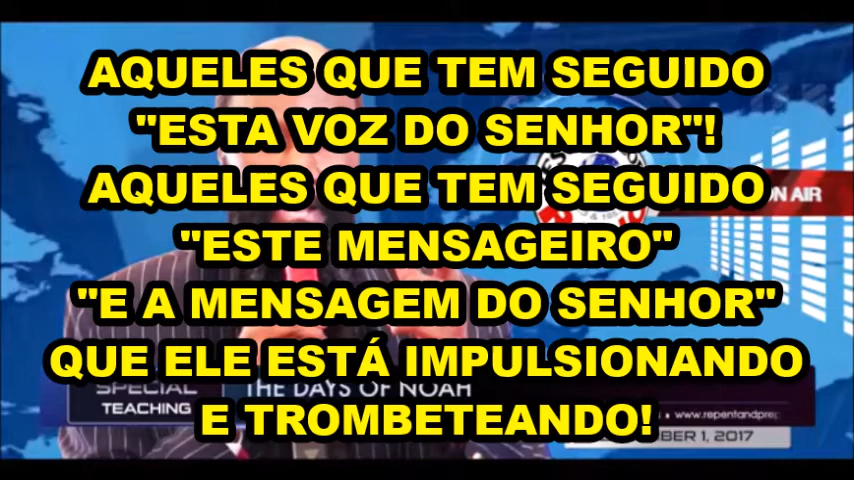 AQUELES QUE TEM SEGUIDO
"ESTA VOZ DO SENHOR"!
AQUELES QUE TEM SEGUIDO
ON AIR
"ESTE MENSAGEIRO"
"E A MENSAGEM DO SENHOR"
QUE ELE ESTÁ IMPULSIONANDO
SPECIAL
TEACHING
THE DAYS OF NOAH
E TROMBETEANDO!
www.repentandprep
BER 1, 2017